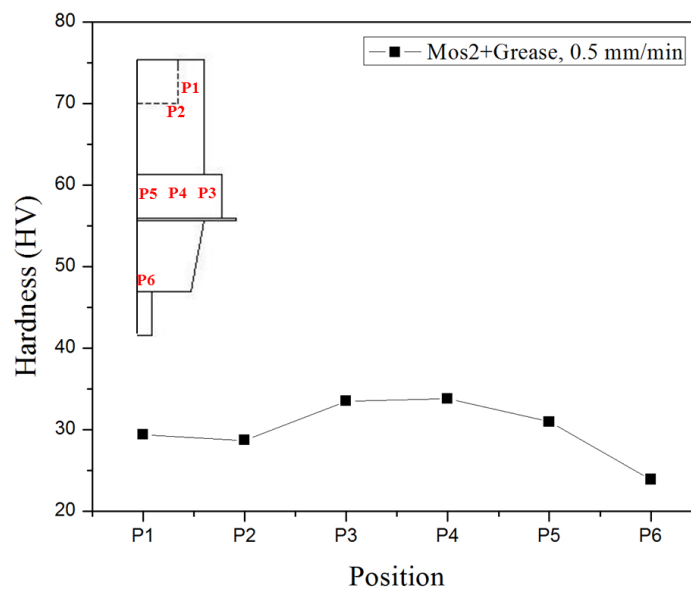 80
Mos2+Grease, 0.5 mm/min
P1
70
P2
60
P5 P4 P3
50
P6
40
30
20
P1 P2 P3 P4 P5 P6
Hardness (HV)
Position